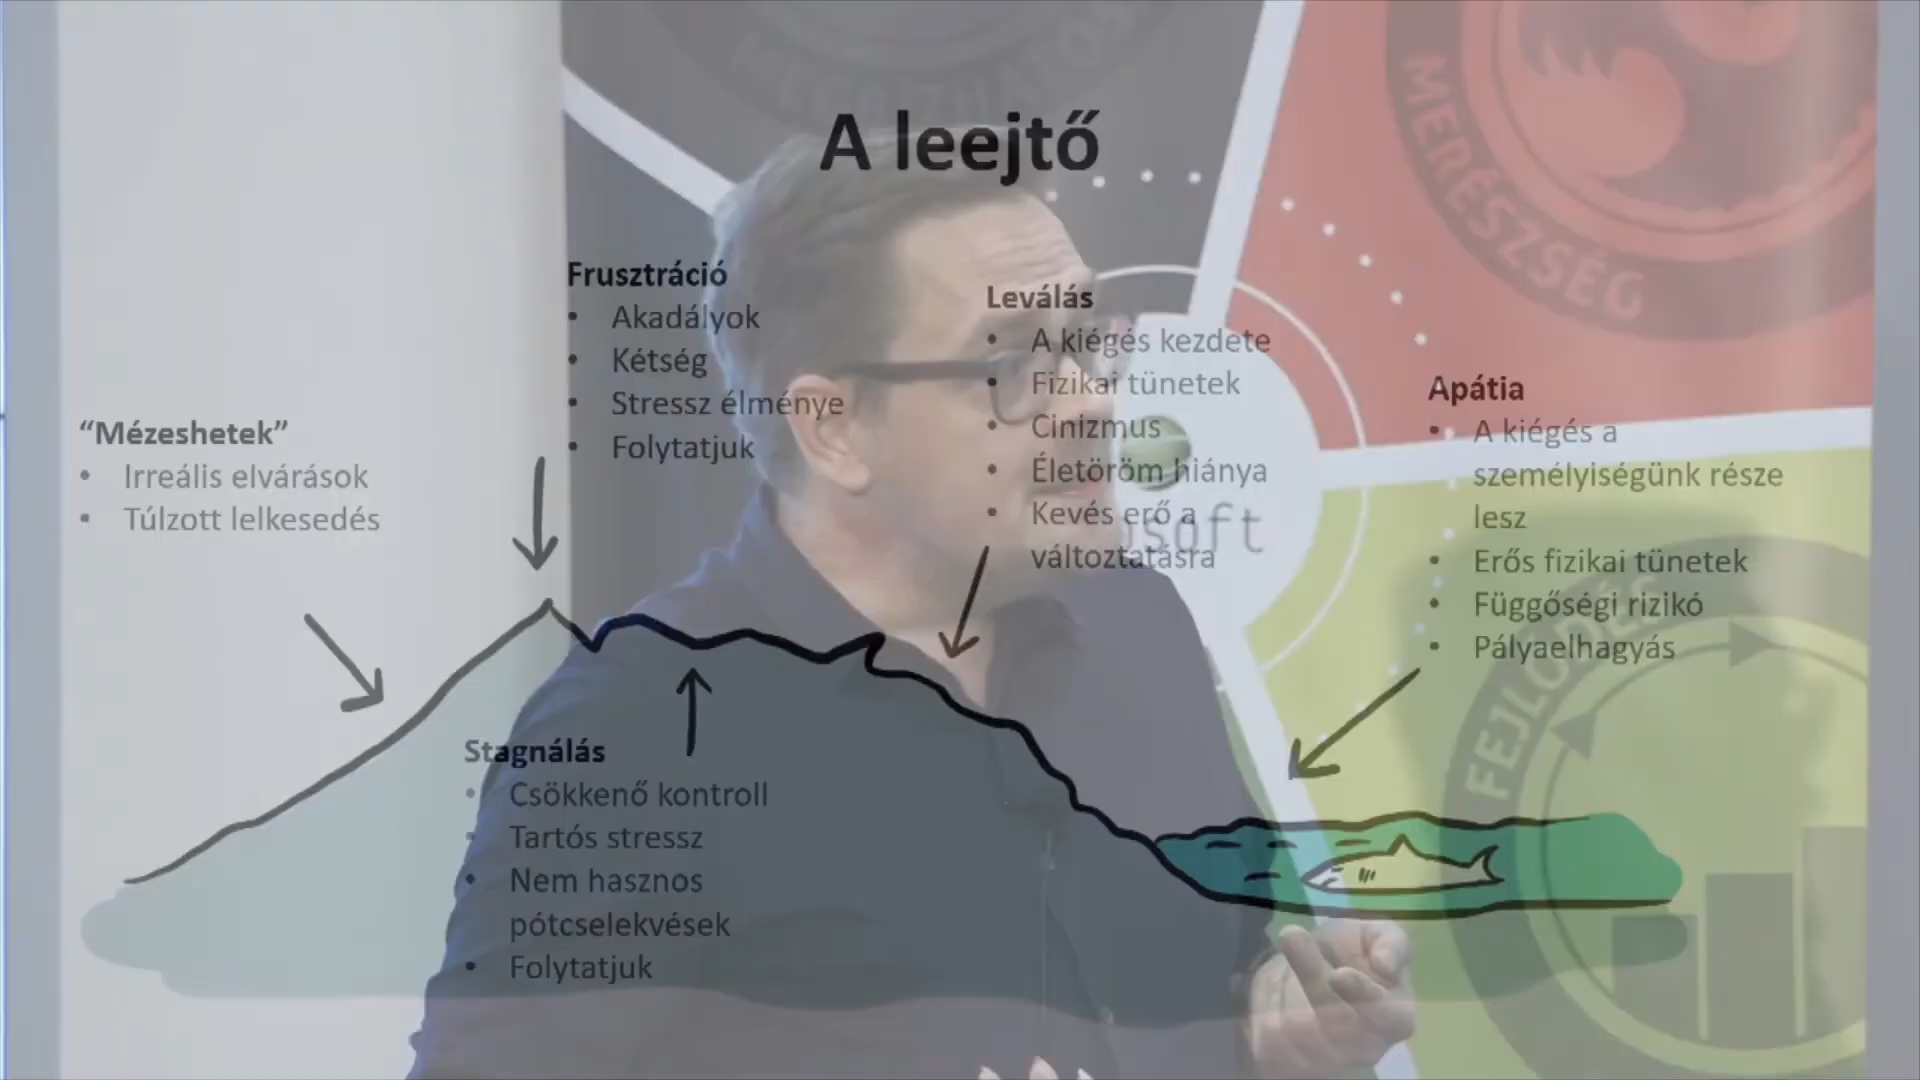 A leejtő
Frusztráció
• Akadályok
• Kétség
• Stressz élménye
• Folytatjuk
Leválás
• A kiégés kezdete
• Fizikai tünetek
• Cinizmus
• Életöröm hiánya
• Kevés erő a
változtatásra
Apátia
• A kiégés a
személyiségünk része
lesz
• Erős fizikai tünetek
• Függőségi rizikó
• Pályaelhagyás
“Mézeshetek”
• Irreális elvárások
• Túlzott lelkesedés
Stagnálás
• Csökkenő kontroll
• Tartós stressz
• Nem hasznos
pótcselekvések
• Folytatjuk
MERÉSZSÉG
FEJLŐDÉS